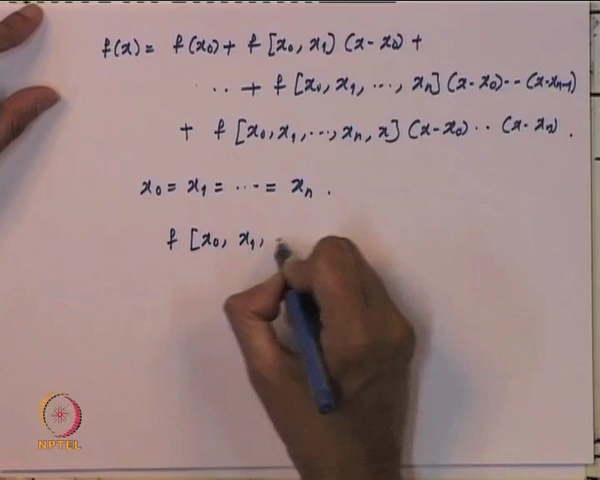 f(x) = f(x0) + f [x0, x1] (x-x0) +
.. + f [x0, x1, ..., xn] (x-x0)--(x-xn-1)
+ f [x0, x1, ..., xn, x] (x-x0).. (x-xn).
x0 = x1 = ... = xn.
f [x0, x1,
NPTEL